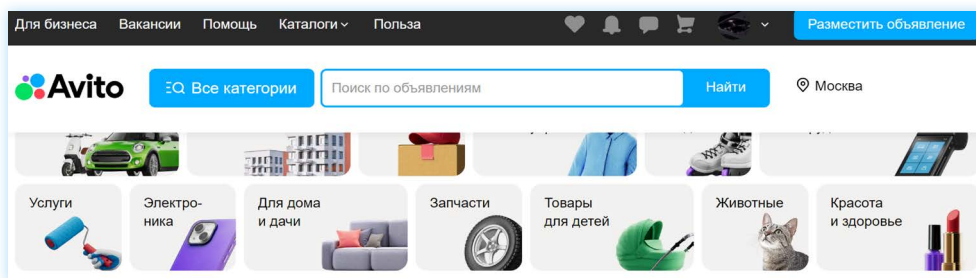 Для бизнеса Вакансии Помощь Каталоги Польза Разместить объявление
Avito Все категории Поиск по объявлениям Найти Москва
Услуги Электро- Для дома Запчасти Товары Животные Красота
ника и дачи для детей и здоровье